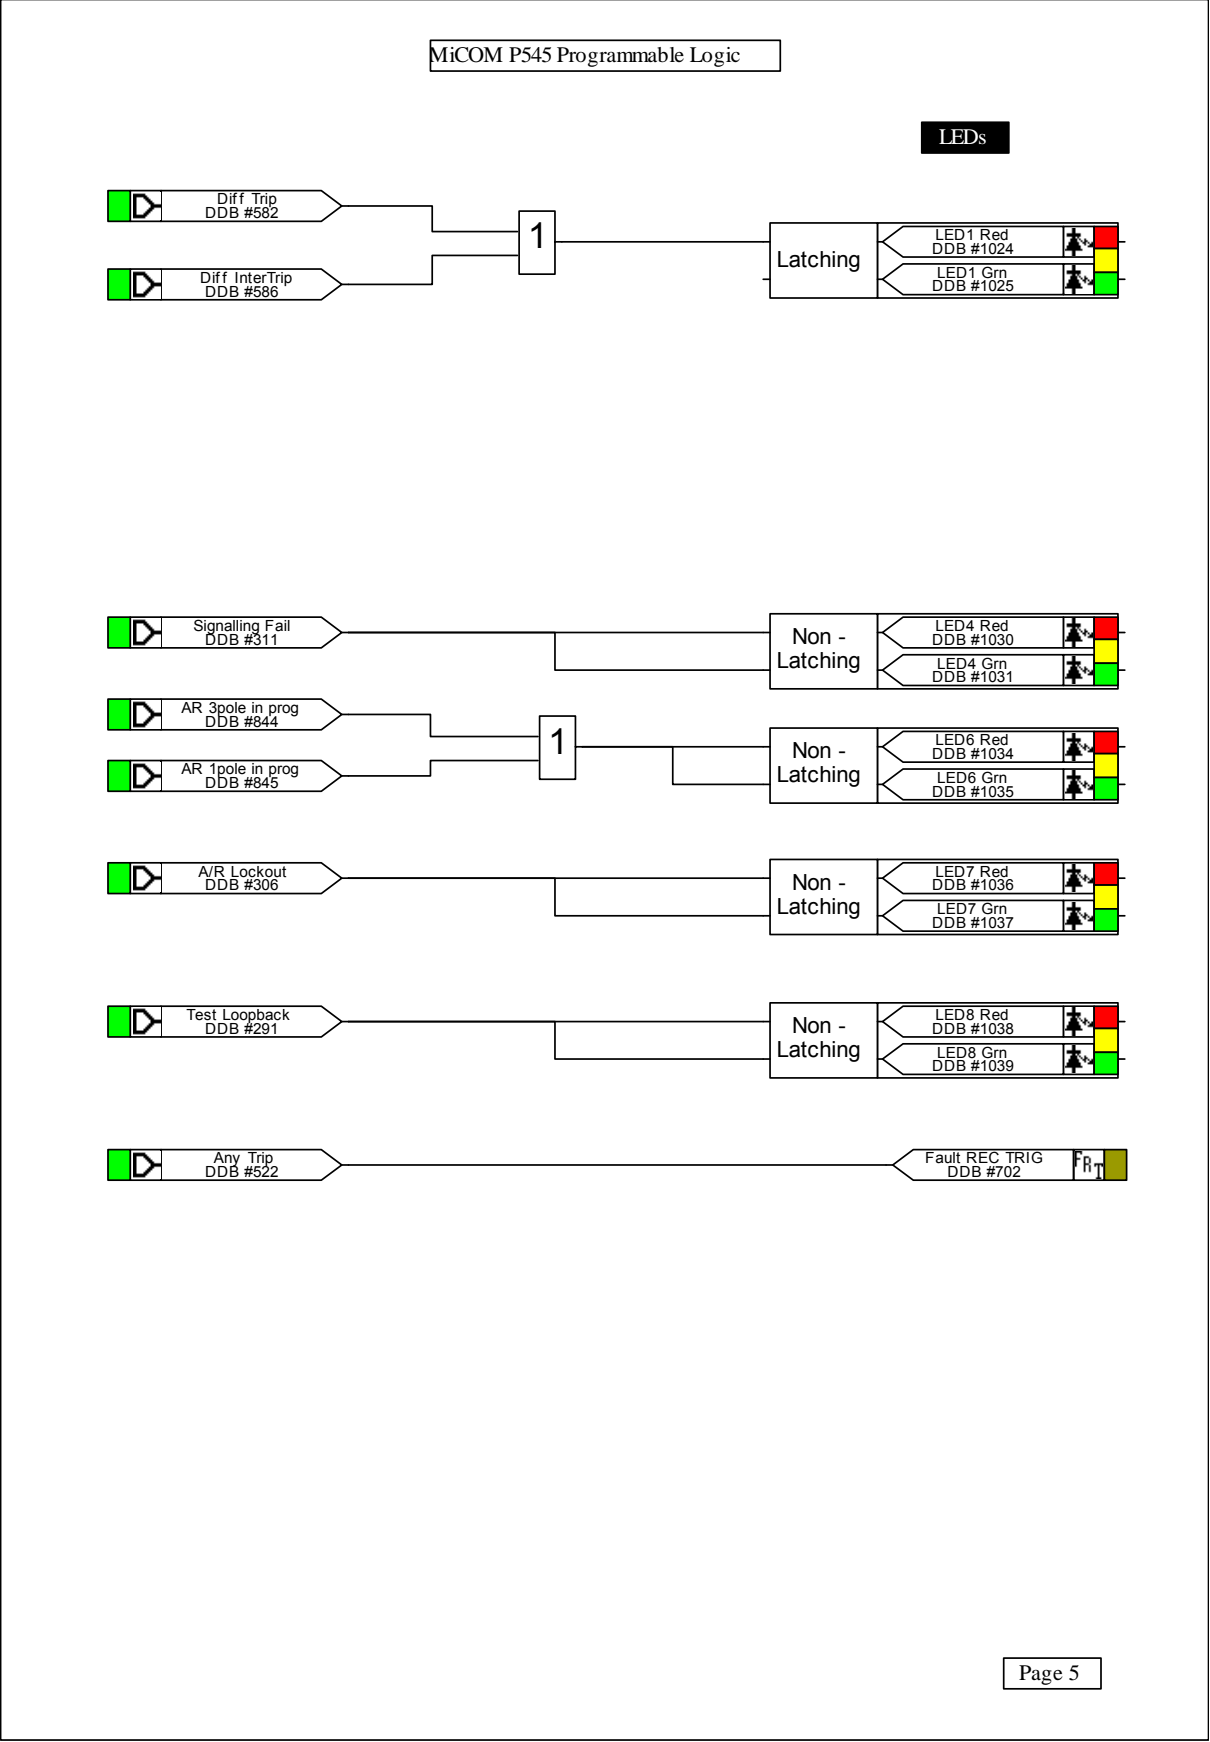 MiCOM P545 Programmable Logic
LEDs
Diff Trip
DDB #582
1
Diff InterTrip
DDB #586
Latching
LED1 Red
DDB #1024
LED1 Grn
DDB #1025
Signalling Fail
DDB #311
Non -
Latching
LED4 Red
DDB #1030
LED4 Grn
DDB #1031
AR 3pole in prog
DDB #844
1
AR 1pole in prog
DDB #845
Non -
Latching
LED6 Red
DDB #1034
LED6 Grn
DDB #1035
A/R Lockout
DDB #306
Non -
Latching
LED7 Red
DDB #1036
LED7 Grn
DDB #1037
Test Loopback
DDB #291
Non -
Latching
LED8 Red
DDB #1038
LED8 Grn
DDB #1039
Any Trip
DDB #522
Fault REC TRIG
DDB #702
FRT
Page 5